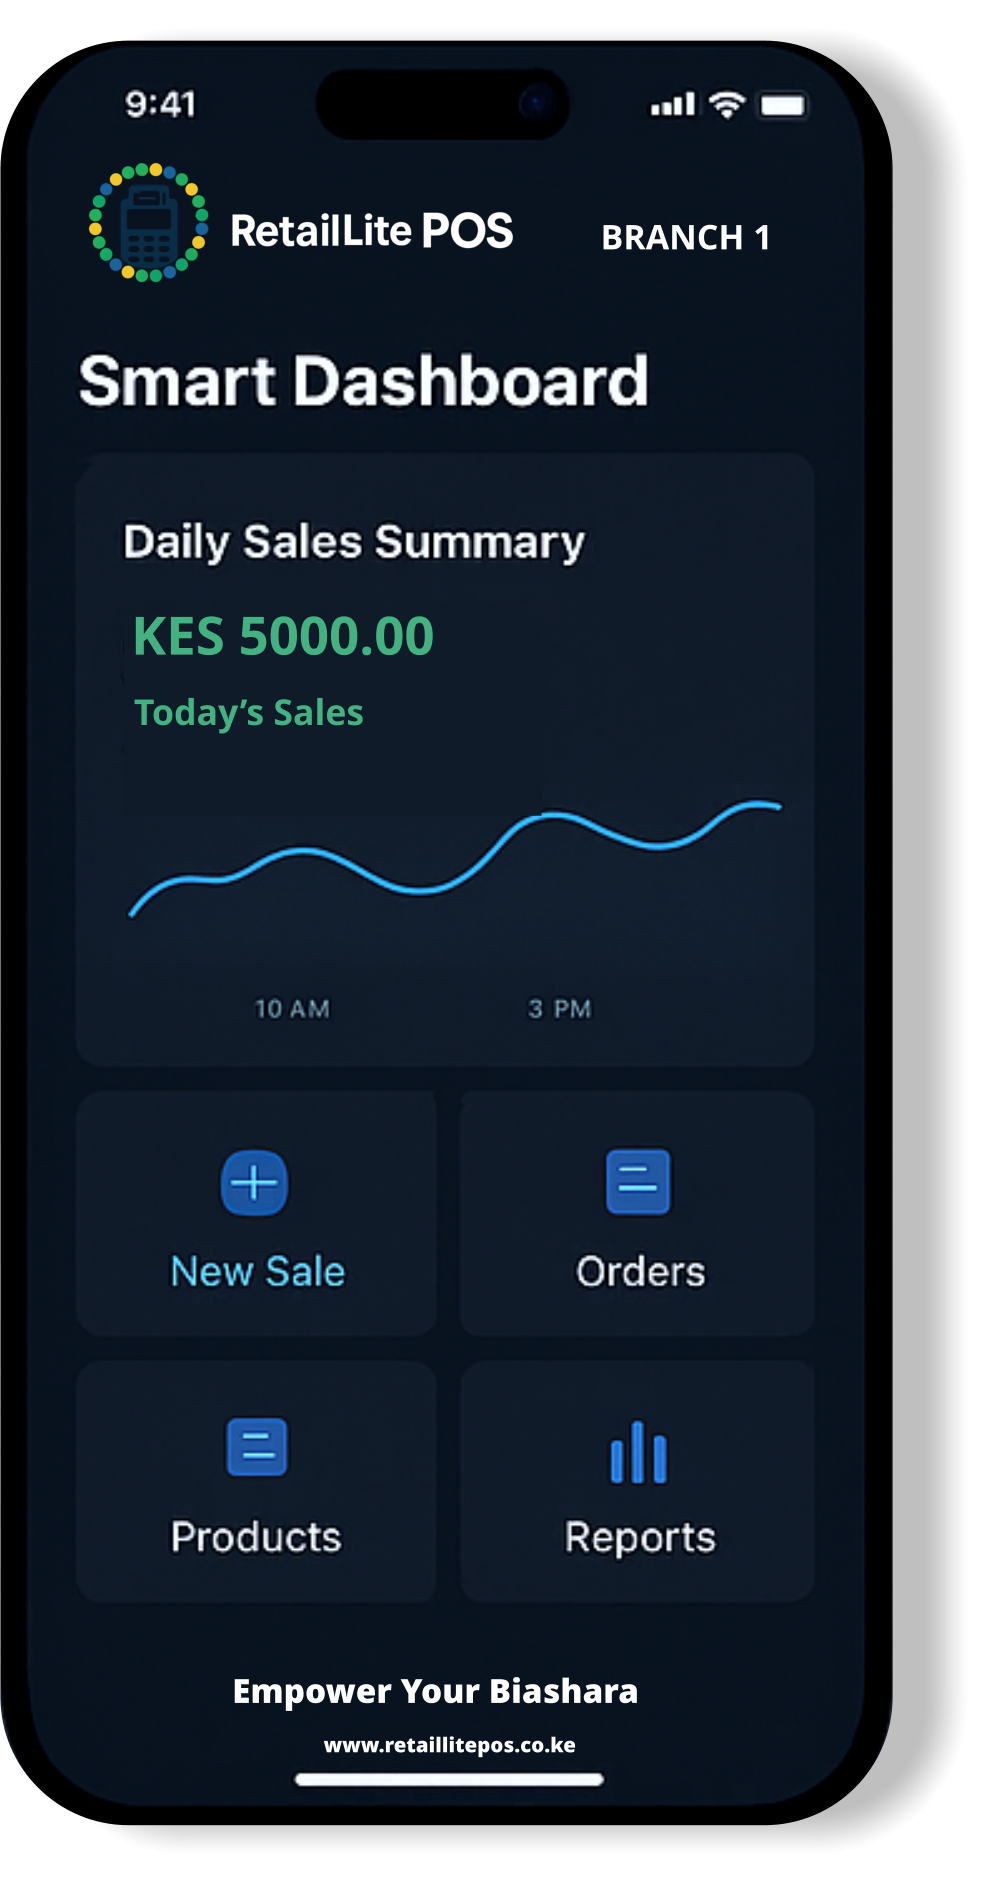 9:41
RetailLite POS
BRANCH 1
Smart Dashboard
Daily Sales Summary
KES 5000.00
Today’s Sales
10 AM
3 PM
New Sale
Orders
Products
Reports
Empower Your Biashara
www.retaillitepos.co.ke